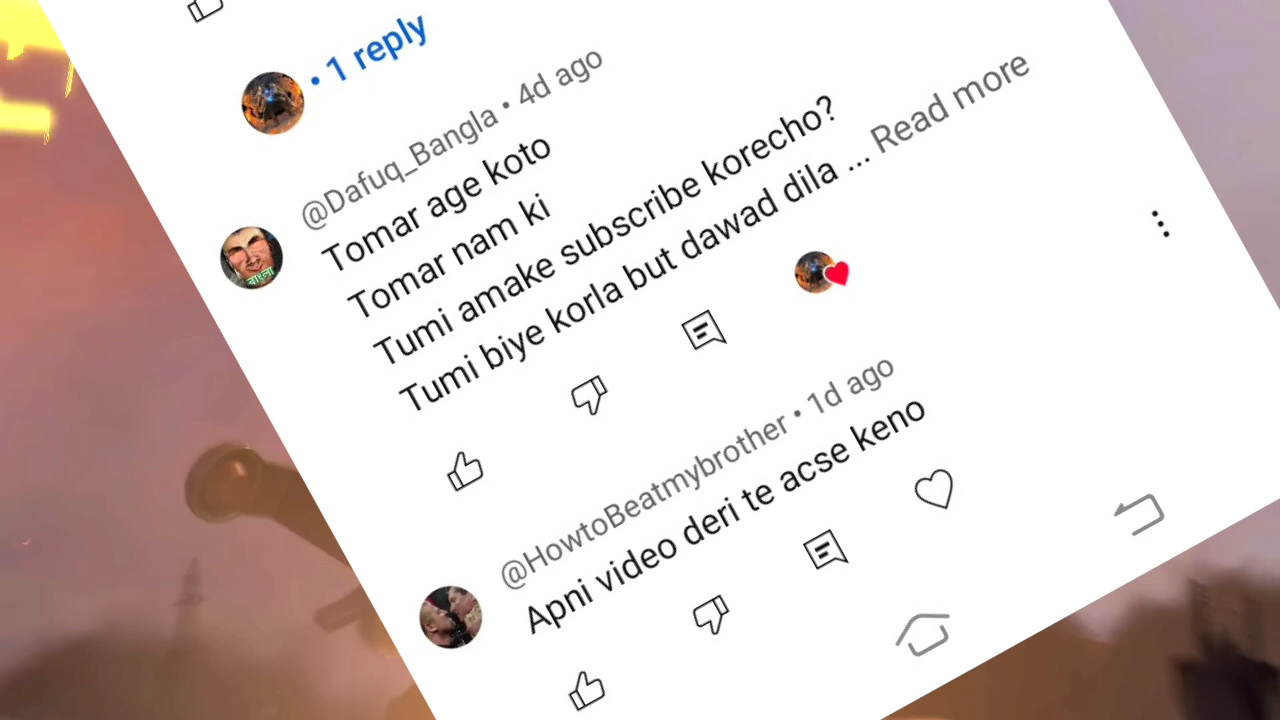 • 1 reply
@Dafuq_Bangla • 4d ago
Tomar age koto
Tomar nam ki
Tumi amake subscribe korecho?
Tumi biye korla but dawad dila ... Read more
বাংলা
@HowtoBeatmybrother • 1d ago
Apni video deri te acse keno